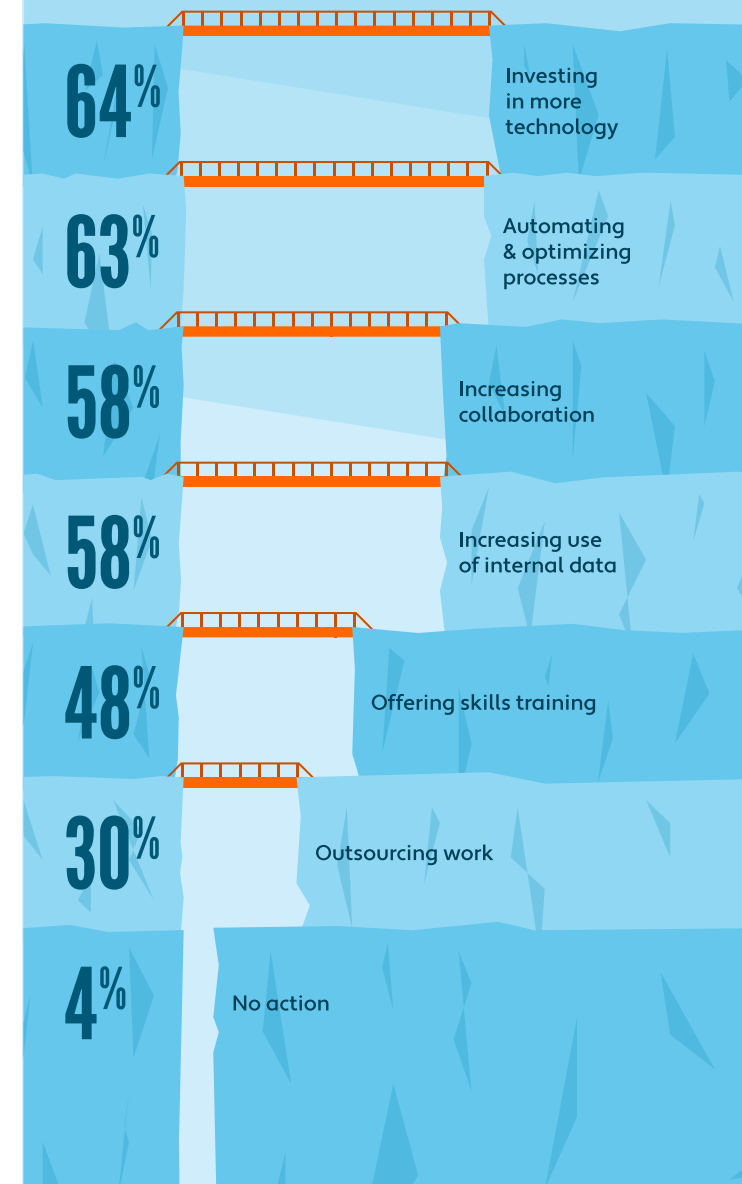 64%
Investing
in more
technology
63%
Automating
& optimizing
processes
58%
Increasing
collaboration
58%
Increasing use
of internal data
48%
Offering skills training
30%
Outsourcing work
4%
No action